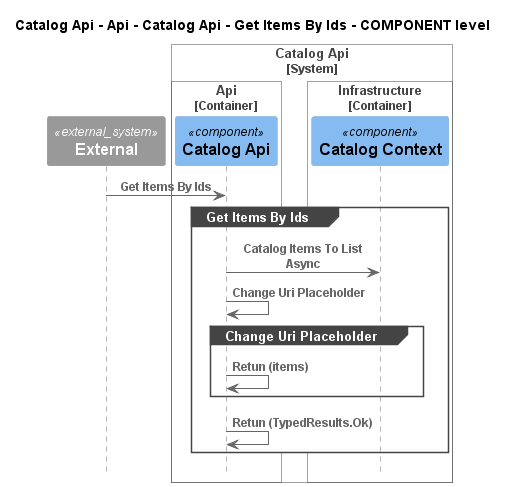 Catalog Api - Api - Catalog Api - Get Items By Ids - COMPONENT level
Catalog Api
[System]
Api
[Container]
Infrastructure
[Container]
«external_system»
External
«component»
Catalog Api
«component»
Catalog Context
Get Items By Ids
Get Items By Ids
Catalog Items To List
Async
Change Uri Placeholder
Change Uri Placeholder
Retun (items)
Retun (TypedResults.Ok)